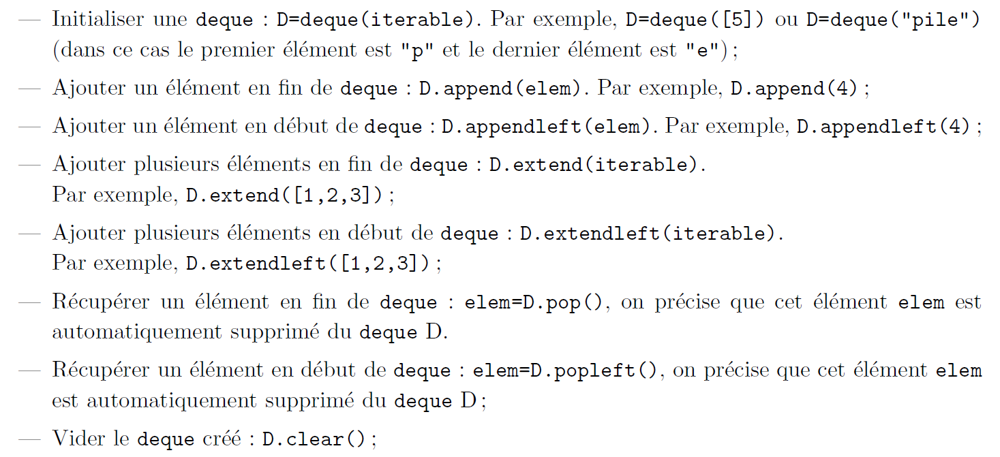 — Initialiser une deque : D=deque(iterable). Par exemple, D=deque([5]) ou D=deque("pile")
(dans ce cas le premier élément est "p" et le dernier élément est "e") ;
— Ajouter un élément en fin de deque : D.append(elem). Par exemple, D.append(4) ;
— Ajouter un élément en début de deque : D.appendleft(elem). Par exemple, D.appendleft(4) ;
— Ajouter plusieurs éléments en fin de deque : D.extend(iterable).
Par exemple, D.extend([1,2,3]) ;
— Ajouter plusieurs éléments en début de deque : D.extendleft(iterable).
Par exemple, D.extendleft([1,2,3]) ;
— Récupérer un élément en fin de deque : elem=D.pop(), on précise que cet élément elem est
automatiquement supprimé du deque D.
— Récupérer un élément en début de deque : elem=D.popleft(), on précise que cet élément elem
est automatiquement supprimé du deque D ;
— Vider le deque créé : D.clear() ;